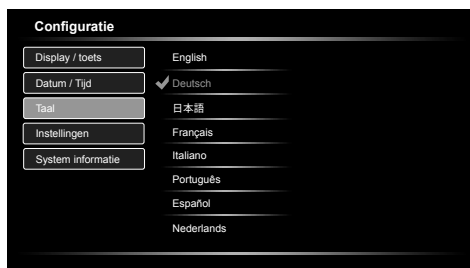 Configuratie
Display / toets
Datum / Tijd
Taal
Instellingen
System informatie
English
Deutsch
日本語
Français
Italiano
Português
Español
Nederlands